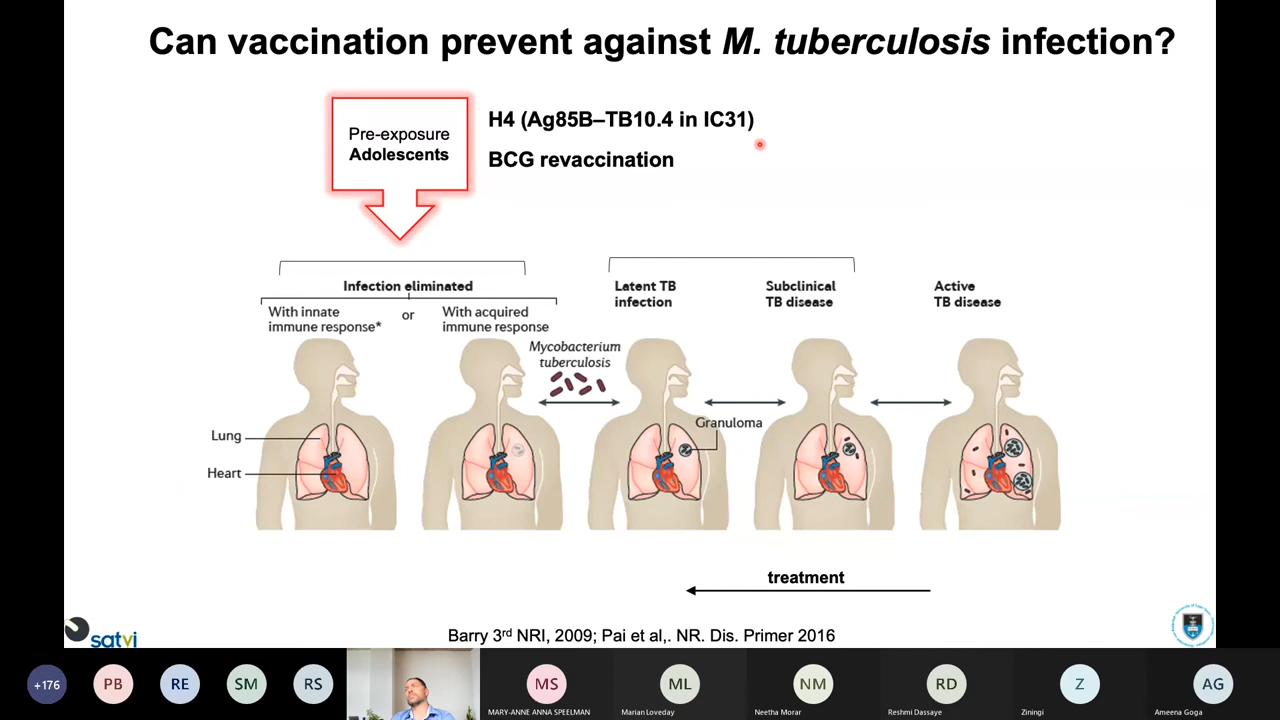 Can vaccination prevent against M. tuberculosis infection?
Pre-exposure
Adolescents
H4 (Ag85B–TB10.4 in IC31)
BCG revaccination
Infection eliminated
With innate
immune response*
or
With acquired
immune response
Latent TB
infection
Subclinical
TB disease
Active
TB disease
Mycobacterium
tuberculosis
Granuloma
Lung
Heart
treatment
satvi
Barry 3rd NRI, 2009; Pai et al,. NR. Dis. Primer 2016
+176
PB
RE
SM
RS
MS
MARY-ANNE ANNA SPEELMAN
ML
Marian Loveday
NM
Neetha Morar
RD
Reshmi Dassaye
Z
Ziningi
AG
Ameena Goga